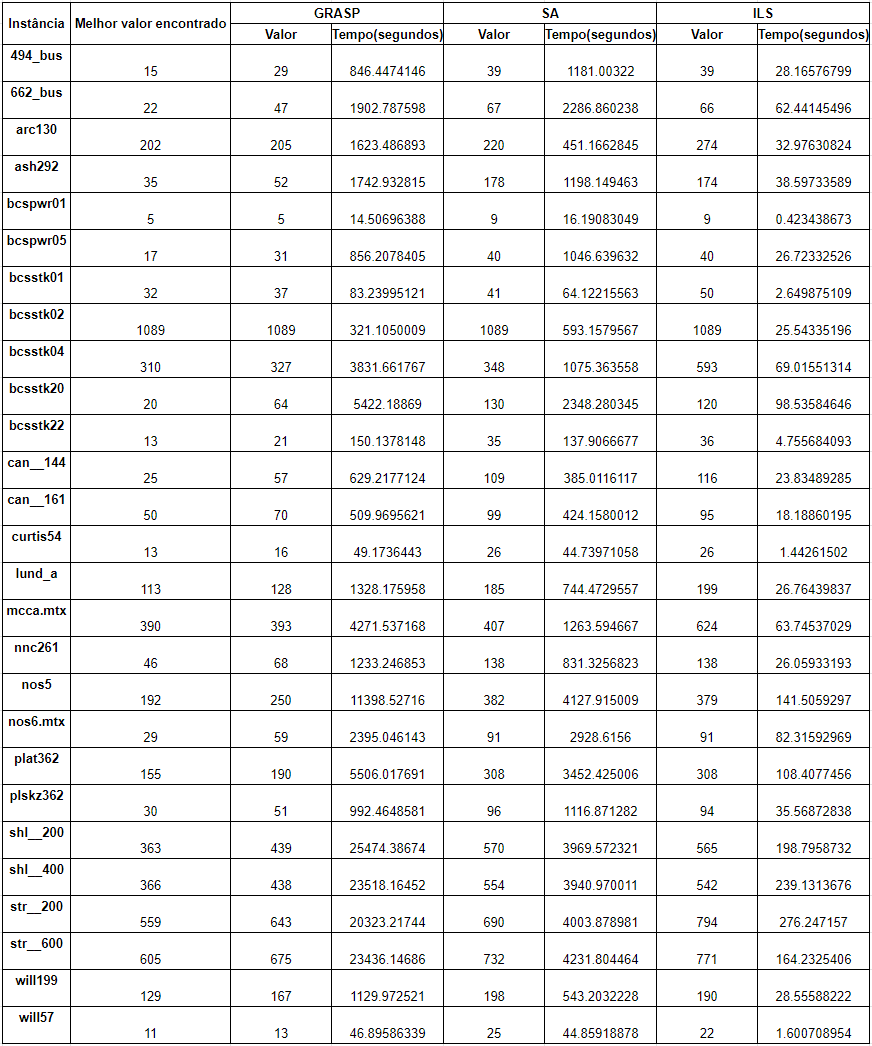 Instância Melhor valor encontrado GRASP SA ILS
Valor Tempo(segundos) Valor Tempo(segundos) Valor Tempo(segundos)
494_bus 15 29 846.4474146 39 1181.00322 39 28.16576799
662_bus 22 47 1902.787598 67 2286.860238 66 62.44145496
arc130 202 205 1623.486893 220 451.1662845 274 32.97630824
ash292 35 52 1742.932815 178 1198.149463 174 38.59733589
bcspwr01 5 5 14.50696388 9 16.19083049 9 0.423438673
bcspwr05 17 31 856.2078405 40 1046.639632 40 26.72332526
bcsstk01 32 37 83.23995121 41 64.12215563 50 2.649875109
bcsstk02 1089 1089 321.1050009 1089 593.1579567 1089 25.54335196
bcsstk04 310 327 3831.661767 348 1075.363558 593 69.01551314
bcsstk20 20 64 5422.18869 130 2348.280345 120 98.53584646
bcsstk22 13 21 150.1378148 35 137.9066677 36 4.755684093
can__144 25 57 629.2177124 109 385.0116117 116 23.83489285
can__161 50 70 509.9695621 99 424.1580012 95 18.18860195
curtis54 13 16 49.1736443 26 44.73971058 26 1.44261502
lund_a 113 128 1328.175958 185 744.4729557 199 26.76439837
mcca.mtx 390 393 4271.537168 407 1263.594667 624 63.74537029
nnc261 46 68 1233.246853 138 831.3256823 138 26.05933193
nos5 192 250 11398.52716 382 4127.915009 379 141.5059297
nos6.mtx 29 59 2395.046143 91 2928.6156 91 82.31592969
plat362 155 190 5506.017691 308 3452.425006 308 108.4077456
plskz362 30 51 992.4648581 96 1116.871282 94 35.56872838
shl__200 363 439 25474.38674 570 3969.572321 565 198.7958732
shl__400 366 438 23518.16452 554 3940.970011 542 239.1313676
str__200 559 643 20323.21744 690 4003.878981 794 276.247157
str__600 605 675 23436.14686 732 4231.804464 771 164.2325406
will199 129 167 1129.972521 198 543.2032228 190 28.55588222
will57 11 13 46.89586339 25 44.85918878 22 1.600708954